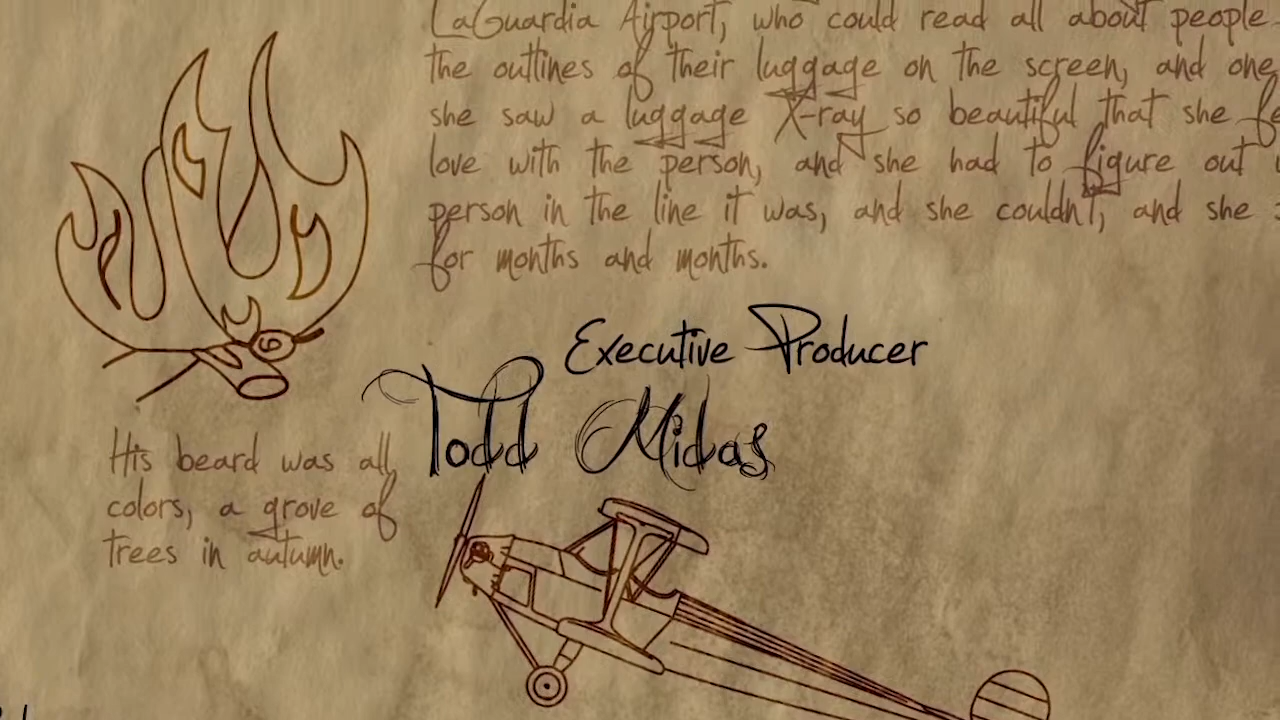 LaGuardia Airport, who could read all about people
the outlines of their luggage on the screen, and one
she saw a luggage X-ray so beautiful that she fe
love with the person, and she had to figure out
person in the line it was, and she couldn't, and she
for months and months.
Executive Producer
Todd Midas
His beard was all
colors, a grove of
trees in autumn.